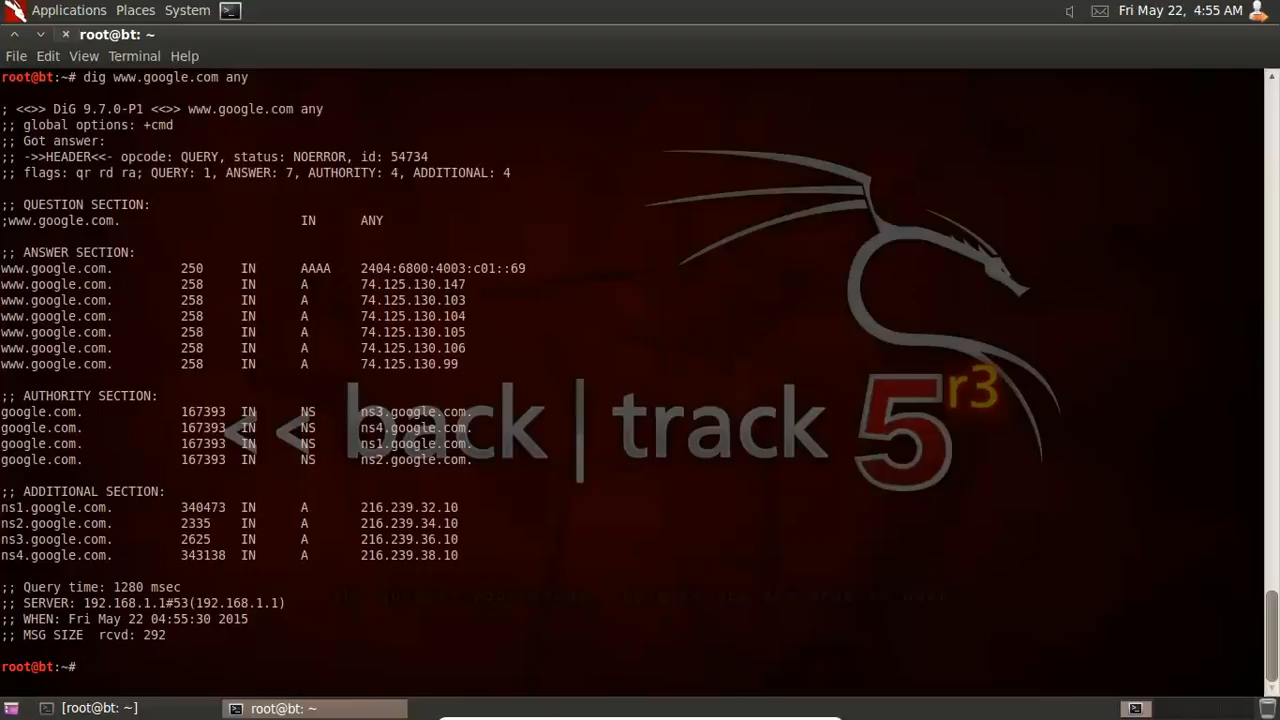 Applications Places System Fri May 22, 4:55 AM
root@bt: ~
File Edit View Terminal Help
root@bt:~# dig www.google.com any
; <<>> DiG 9.7.0-P1 <<>> www.google.com any
;; global options: +cmd
;; Got answer:
;; ->>HEADER<<- opcode: QUERY, status: NOERROR, id: 54734
;; flags: qr rd ra; QUERY: 1, ANSWER: 7, AUTHORITY: 4, ADDITIONAL: 4
;; QUESTION SECTION:
;www.google.com. IN ANY
;; ANSWER SECTION:
www.google.com. 250 IN AAAA 2404:6800:4003:c01::69
www.google.com. 258 IN A 74.125.130.147
www.google.com. 258 IN A 74.125.130.103
www.google.com. 258 IN A 74.125.130.104
www.google.com. 258 IN A 74.125.130.105
www.google.com. 258 IN A 74.125.130.106
www.google.com. 258 IN A 74.125.130.99
;; AUTHORITY SECTION:
google.com. 167393 IN NS ns3.google.com.
google.com. 167393 IN NS ns4.google.com.
google.com. 167393 IN NS ns1.google.com.
google.com. 167393 IN NS ns2.google.com.
<< back | track 5 r3
;; ADDITIONAL SECTION:
ns1.google.com. 340473 IN A 216.239.32.10
ns2.google.com. 2335 IN A 216.239.34.10
ns3.google.com. 2625 IN A 216.239.36.10
ns4.google.com. 343138 IN A 216.239.38.10
;; Query time: 1280 msec
;; SERVER: 192.168.1.1#53(192.168.1.1)
;; WHEN: Fri May 22 04:55:30 2015
;; MSG SIZE rcvd: 292
root@bt:~#
[root@bt: ~] root@bt: ~